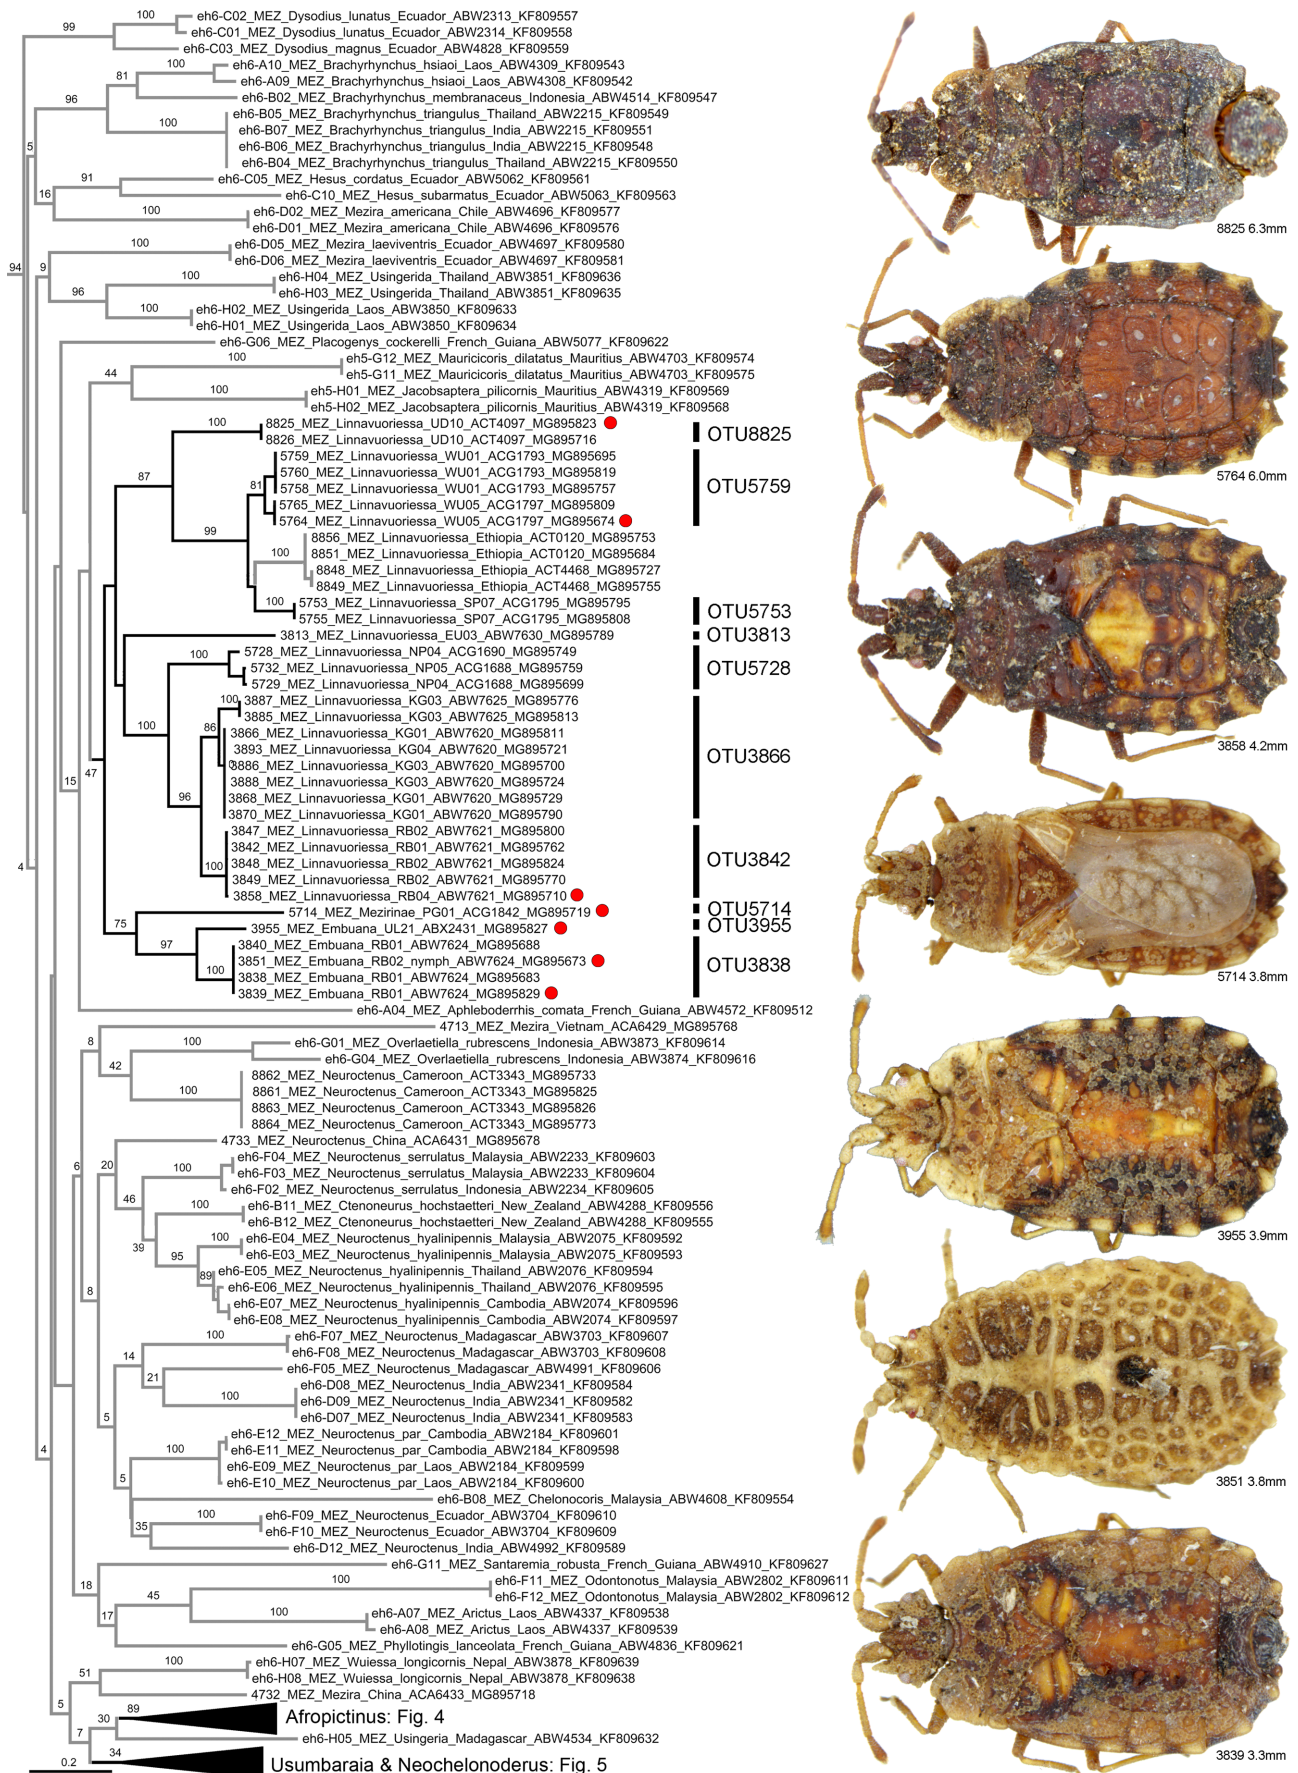 99
100
eh6-C02_MEZ_Dysodius_lunatus_Ecuador_ABW2313_KF809557
eh6-C01_MEZ_Dysodius_lunatus_Ecuador_ABW2314_KF809558
eh6-C03_MEZ_Dysodius_magnus_Ecuador_ABW4828_KF809559
100
eh6-A10_MEZ_Brachyrhynchus_hsiaoi_Laos_ABW4309_KF809543
81
eh6-A09_MEZ_Brachyrhynchus_hsiaoi_Laos_ABW4308_KF809542
96
eh6-B02_MEZ_Brachyrhynchus_membranaceus_Indonesia_ABW4514_KF809547
eh6-B05_MEZ_Brachyrhynchus_triangulus_Thailand_ABW2215_KF809549
100
eh6-B07_MEZ_Brachyrhynchus_triangulus_India_ABW2215_KF809551
5
eh6-B06_MEZ_Brachyrhynchus_triangulus_India_ABW2215_KF809548
eh6-B04_MEZ_Brachyrhynchus_triangulus_Thailand_ABW2215_KF809550
91
eh6-C05_MEZ_Hesus_cordatus_Ecuador_ABW5062_KF809561
16
eh6-C10_MEZ_Hesus_subarmatus_Ecuador_ABW5063_KF809563
100
eh6-D02_MEZ_Mezira_americana_Chile_ABW4696_KF809577
eh6-D01_MEZ_Mezira_americana_Chile_ABW4696_KF809576
8825 6.3mm
100
eh6-D05_MEZ_Mezira_laeviventris_Ecuador_ABW4697_KF809580
eh6-D06_MEZ_Mezira_laeviventris_Ecuador_ABW4697_KF809581
94
9
100
eh6-H04_MEZ_Usingerida_Thailand_ABW3851_KF809636
96
eh6-H03_MEZ_Usingerida_Thailand_ABW3851_KF809635
100
eh6-H02_MEZ_Usingerida_Laos_ABW3850_KF809633
eh6-H01_MEZ_Usingerida_Laos_ABW3850_KF809634
eh6-G06_MEZ_Placogenys_cockerelli_French_Guiana_ABW5077_KF809622
100
eh5-G12_MEZ_Mauricicoris_dilatatus_Mauritius_ABW4703_KF809574
44
eh5-G11_MEZ_Mauricicoris_dilatatus_Mauritius_ABW4703_KF809575
100
eh5-H01_MEZ_Jacobsaptera_pilicornis_Mauritius_ABW4319_KF809569
eh5-H02_MEZ_Jacobsaptera_pilicornis_Mauritius_ABW4319_KF809568
100
8825_MEZ_Linnavuoriessa_UD10_ACT4097_MG895823
8826_MEZ_Linnavuoriessa_UD10_ACT4097_MG895716
OTU8825
5759_MEZ_Linnavuoriessa_WU01_ACG1793_MG895695
87
5760_MEZ_Linnavuoriessa_WU01_ACG1793_MG895819
81
5758_MEZ_Linnavuoriessa_WU01_ACG1793_MG895757
OTU5759
5764 6.0mm
5765_MEZ_Linnavuoriessa_WU05_ACG1797_MG895809
5764_MEZ_Linnavuoriessa_WU05_ACG1797_MG895674
99
8856_MEZ_Linnavuoriessa_Ethiopia_ACT0120_MG895753
100
8851_MEZ_Linnavuoriessa_Ethiopia_ACT0120_MG895684
8848_MEZ_Linnavuoriessa_Ethiopia_ACT4468_MG895727
8849_MEZ_Linnavuoriessa_Ethiopia_ACT4468_MG895755
100
5753_MEZ_Linnavuoriessa_SP07_ACG1795_MG895795
5755_MEZ_Linnavuoriessa_SP07_ACG1795_MG895808
OTU5753
3813_MEZ_Linnavuoriessa_EU03_ABW7630_MG895789
OTU3813
100
5728_MEZ_Linnavuoriessa_NP04_ACG1690_MG895749
5732_MEZ_Linnavuoriessa_NP05_ACG1688_MG895759
OTU5728
5729_MEZ_Linnavuoriessa_NP04_ACG1688_MG895699
100
3887_MEZ_Linnavuoriessa_KG03_ABW7625_MG895776
3885_MEZ_Linnavuoriessa_KG03_ABW7625_MG895813
100
86
3866_MEZ_Linnavuoriessa_KG01_ABW7620_MG895811
3893_MEZ_Linnavuoriessa_KG04_ABW7620_MG895721
OTU3866
3858 4.2mm
3886_MEZ_Linnavuoriessa_KG03_ABW7620_MG895700
47
15
3888_MEZ_Linnavuoriessa_KG03_ABW7620_MG895724
96
3868_MEZ_Linnavuoriessa_KG01_ABW7620_MG895729
3870_MEZ_Linnavuoriessa_KG01_ABW7620_MG895790
3847_MEZ_Linnavuoriessa_RB02_ABW7621_MG895800
3842_MEZ_Linnavuoriessa_RB01_ABW7621_MG895762
100
3848_MEZ_Linnavuoriessa_RB02_ABW7621_MG895824
OTU3842
4
3849_MEZ_Linnavuoriessa_RB02_ABW7621_MG895770
3858_MEZ_Linnavuoriessa_RB04_ABW7621_MG895710
5714_MEZ_Mezirinae_PG01_ACG1842_MG895719
OTU5714
75
3955_MEZ_Embuana_UL21_ABX2431_MG895827
OTU3955
97
3840_MEZ_Embuana_RB01_ABW7624_MG895688
3851_MEZ_Embuana_RB02_nymph_ABW7624_MG895673
OTU3838
100
3838_MEZ_Embuana_RB01_ABW7624_MG895683
5714 3.8mm
3839_MEZ_Embuana_RB01_ABW7624_MG895829
eh6-A04_MEZ_Aphleboderrhis_comata_French_Guiana_ABW4572_KF809512
4713_MEZ_Mezira_Vietnam_ACA6429_MG895768
8
100
eh6-G01_MEZ_Overlaetiella_rubrescens_Indonesia_ABW3873_KF809614
eh6-G04_MEZ_Overlaetiella_rubrescens_Indonesia_ABW3874_KF809616
42
8862_MEZ_Neuroctenus_Cameroon_ACT3343_MG895733
100
8861_MEZ_Neuroctenus_Cameroon_ACT3343_MG895825
8863_MEZ_Neuroctenus_Cameroon_ACT3343_MG895826
8864_MEZ_Neuroctenus_Cameroon_ACT3343_MG895773
4733_MEZ_Neuroctenus_China_ACA6431_MG895678
6
20
eh6-F04_MEZ_Neuroctenus_serrulatus_Malaysia_ABW2233_KF809603
100
eh6-F03_MEZ_Neuroctenus_serrulatus_Malaysia_ABW2233_KF809604
eh6-F02_MEZ_Neuroctenus_serrulatus_Indonesia_ABW2234_KF809605
46
100
eh6-B11_MEZ_Ctenoneurus_hochstaetteri_New_Zealand_ABW4288_KF809556
eh6-B12_MEZ_Ctenoneurus_hochstaetteri_New_Zealand_ABW4288_KF809555
3955 3.9mm
39
100
eh6-E04_MEZ_Neuroctenus_hyalinipennis_Malaysia_ABW2075_KF809592
95
eh6-E03_MEZ_Neuroctenus_hyalinipennis_Malaysia_ABW2075_KF809593
89
eh6-E05_MEZ_Neuroctenus_hyalinipennis_Thailand_ABW2076_KF809594
8
eh6-E06_MEZ_Neuroctenus_hyalinipennis_Thailand_ABW2076_KF809595
eh6-E07_MEZ_Neuroctenus_hyalinipennis_Cambodia_ABW2074_KF809596
eh6-E08_MEZ_Neuroctenus_hyalinipennis_Cambodia_ABW2074_KF809597
100
eh6-F07_MEZ_Neuroctenus_Madagascar_ABW3703_KF809607
14
eh6-F08_MEZ_Neuroctenus_Madagascar_ABW3703_KF809608
eh6-F05_MEZ_Neuroctenus_Madagascar_ABW4991_KF809606
21
eh6-D08_MEZ_Neuroctenus_India_ABW2341_KF809584
100
eh6-D09_MEZ_Neuroctenus_India_ABW2341_KF809582
eh6-D07_MEZ_Neuroctenus_India_ABW2341_KF809583
5
eh6-E12_MEZ_Neuroctenus_par_Cambodia_ABW2184_KF809601
100
eh6-E11_MEZ_Neuroctenus_par_Cambodia_ABW2184_KF809598
4
eh6-E09_MEZ_Neuroctenus_par_Laos_ABW2184_KF809599
5
eh6-E10_MEZ_Neuroctenus_par_Laos_ABW2184_KF809600
3851 3.8mm
eh6-B08_MEZ_Chelonocoris_Malaysia_ABW4608_KF809554
100
eh6-F09_MEZ_Neuroctenus_Ecuador_ABW3704_KF809610
35
eh6-F10_MEZ_Neuroctenus_Ecuador_ABW3704_KF809609
eh6-D12_MEZ_Neuroctenus_India_ABW4992_KF809589
eh6-G11_MEZ_Santaremia_robusta_French_Guiana_ABW4910_KF809627
18
100
eh6-F11_MEZ_Odontonotus_Malaysia_ABW2802_KF809611
45
eh6-F12_MEZ_Odontonotus_Malaysia_ABW2802_KF809612
17
100
eh6-A07_MEZ_Arictus_Laos_ABW4337_KF809538
eh6-A08_MEZ_Arictus_Laos_ABW4337_KF809539
eh6-G05_MEZ_Phyllotingis_lanceolata_French_Guiana_ABW4836_KF809621
100
eh6-H07_MEZ_Wuiessa_longicornis_Nepal_ABW3878_KF809639
51
eh6-H08_MEZ_Wuiessa_longicornis_Nepal_ABW3878_KF809638
4732_MEZ_Mezira_China_ACA6433_MG895718
5
89
Afropictinus: Fig. 4
30
7
eh6-H05_MEZ_Usingeria_Madagascar_ABW4534_KF809632
34
Usumbaraia & Neochelonoderus: Fig. 5
0.2
3839 3.3mm